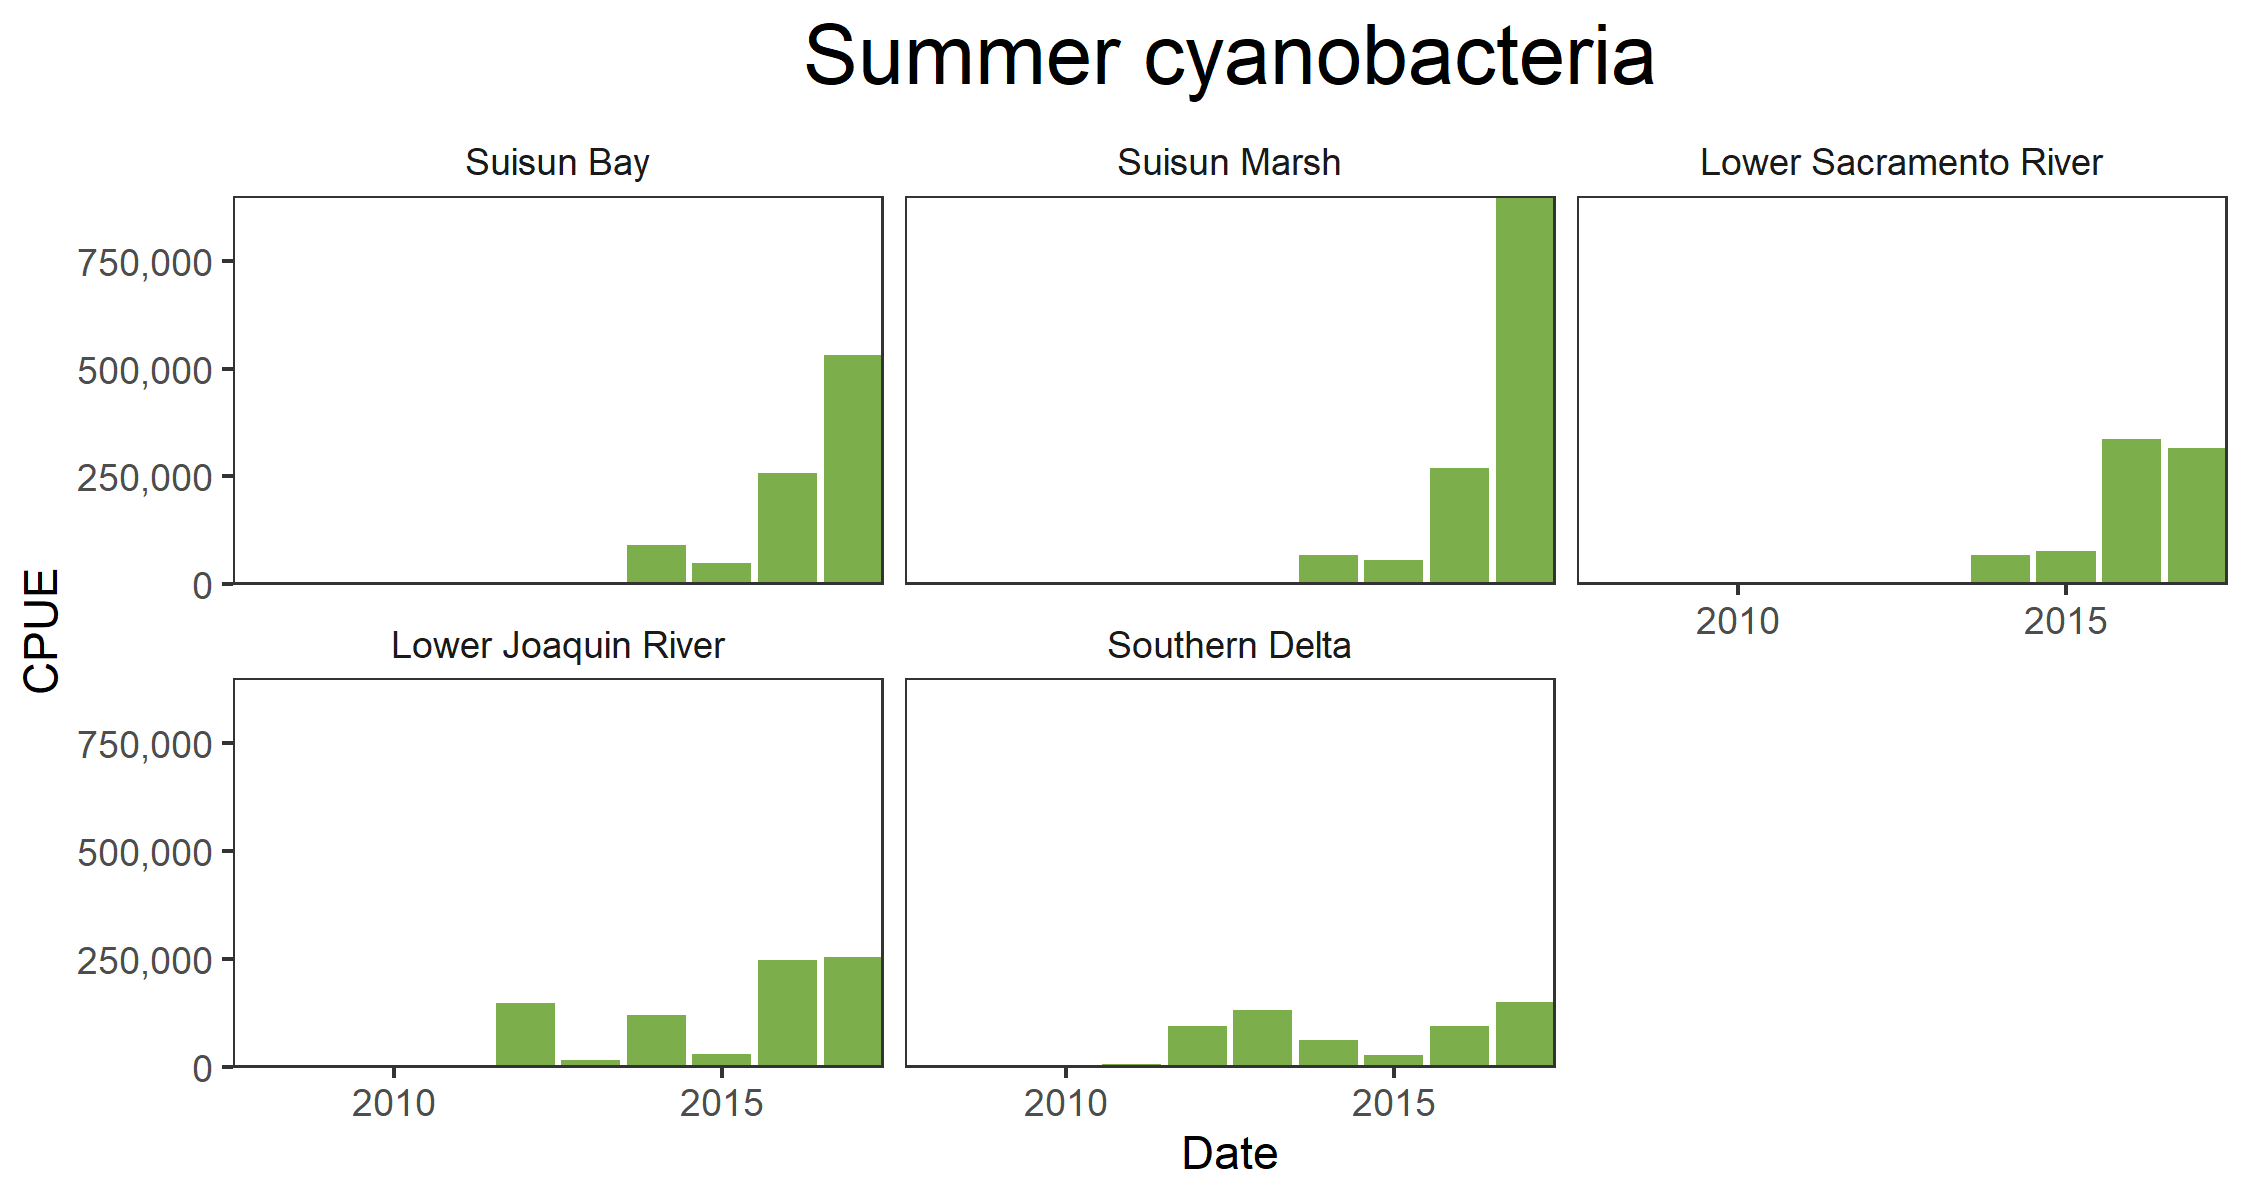 Summer cyanobacteria
Suisun Bay
Suisun Marsh
Lower Sacramento River
750,000
500,000
250,000
0
2010
2015
CPUE
Lower Joaquin River
Southern Delta
750,000
500,000
250,000
0
2010
2015
2010
2015
Date